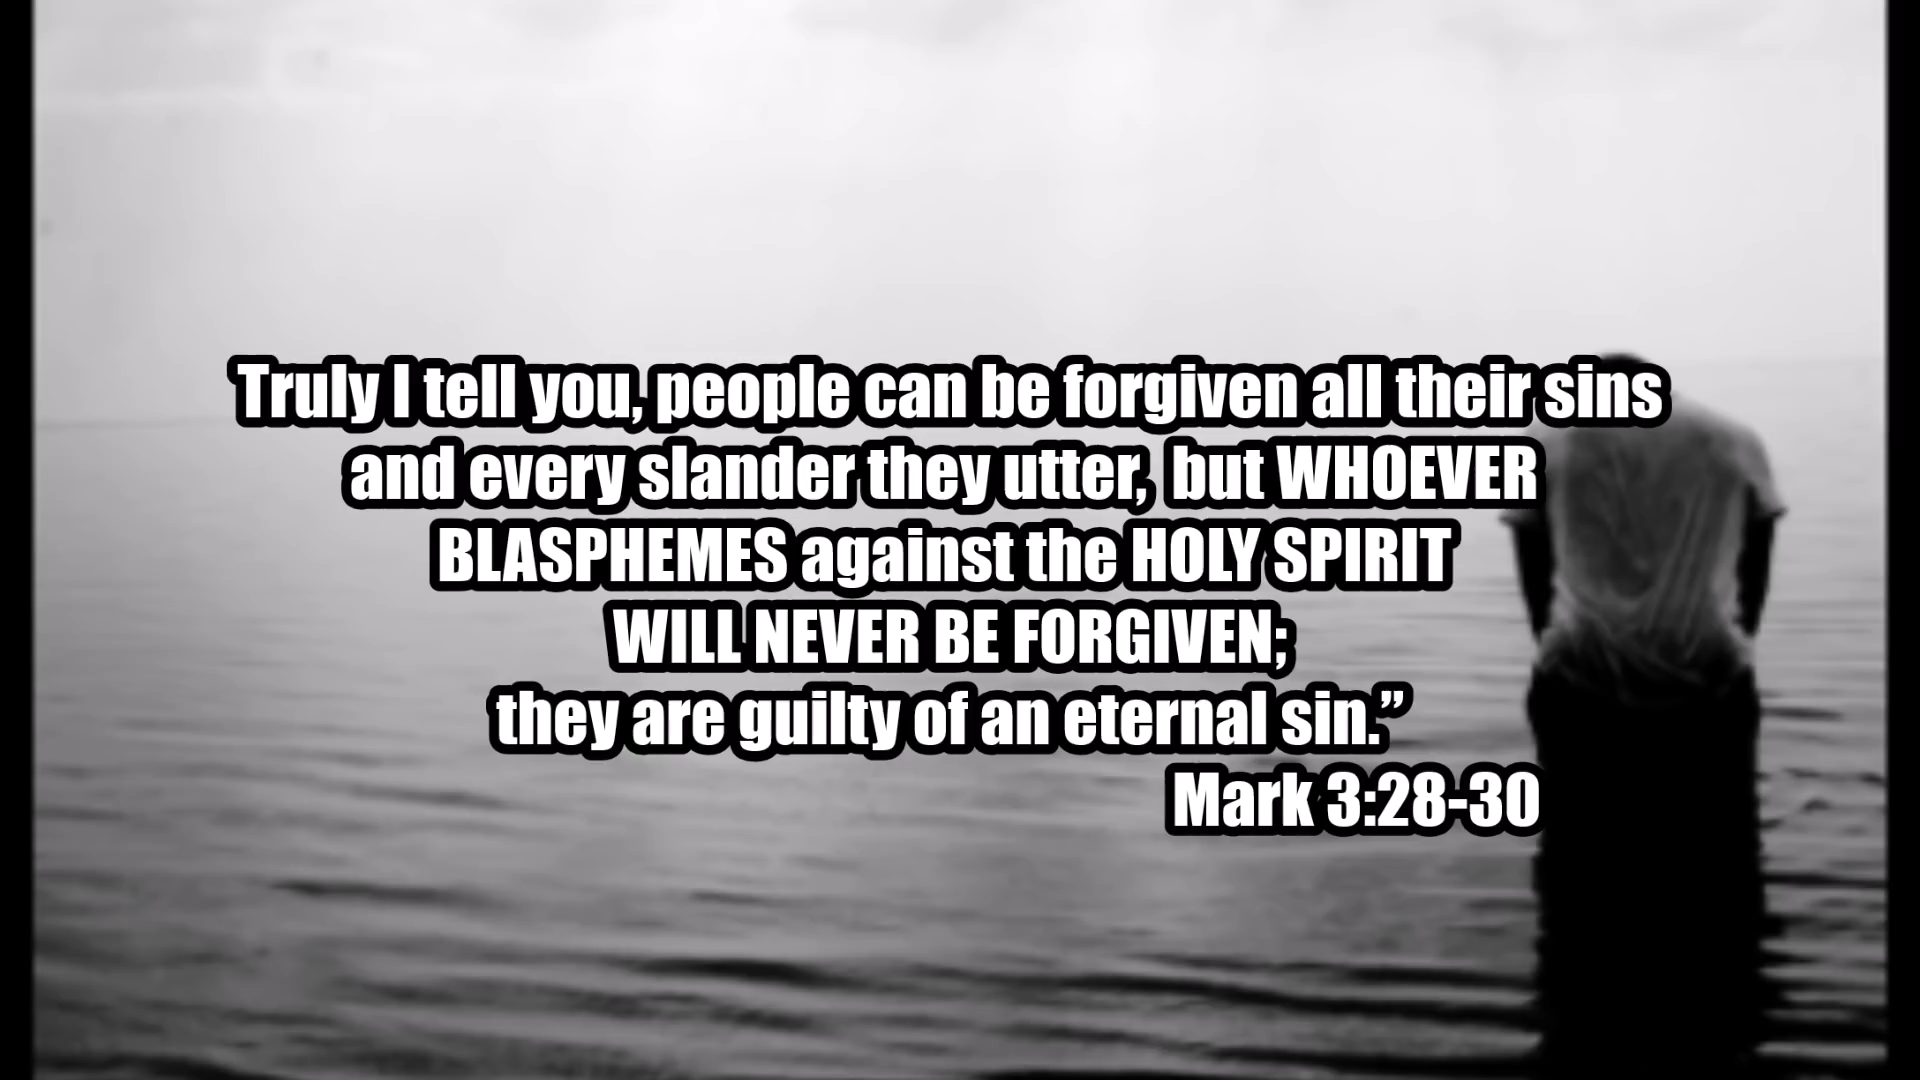 Truly I tell you, people can be forgiven all their sins
and every slander they utter, but WHOEVER
BLASPHEMES against the HOLY SPIRIT
WILL NEVER BE FORGIVEN;
they are guilty of an eternal sin.”
Mark 3:28-30